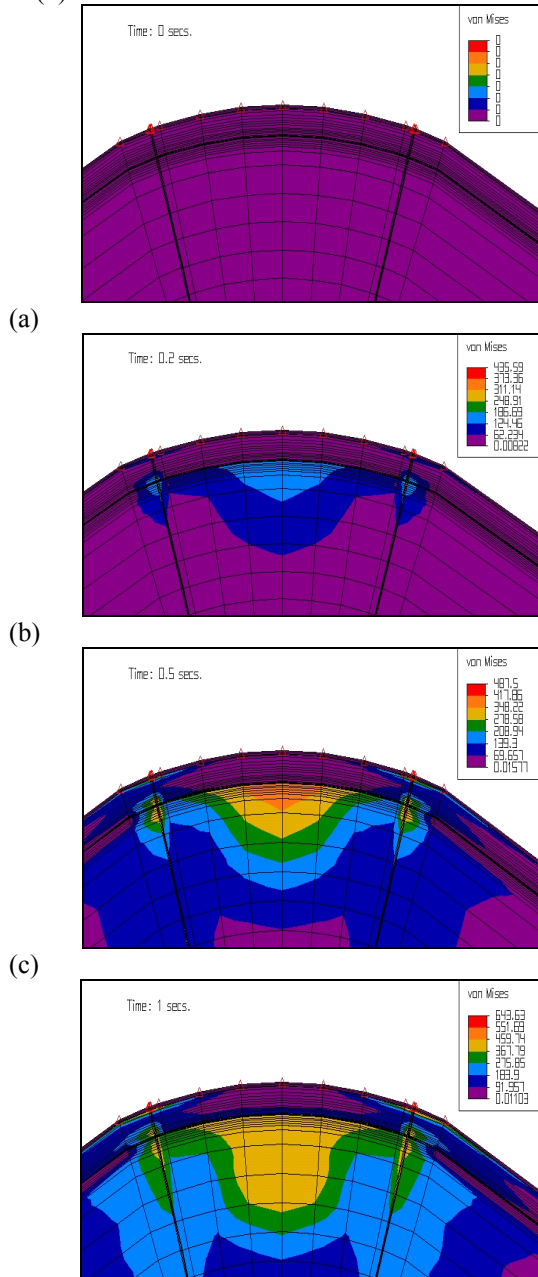 Time: 0 secs.
von Mises
0
0
0
0
0
0
0
0
(a)
Time: 0.2 secs.
von Mises
435.59
373.36
311.14
248.91
186.69
124.46
62.234
0.00822
(b)
Time: 0.5 secs.
von Mises
487.5
417.86
348.22
278.58
208.94
139.3
69.657
0.01577
(c)
Time: 1 secs.
von Mises
643.63
551.69
459.74
367.79
275.85
183.9
91.957
0.01103